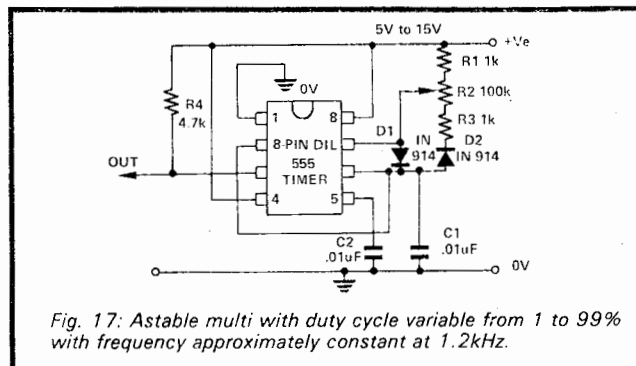 5V to 15V
+Ve
R1 1k
R2 100k
R3 1k
R4
4.7k
0V
1
8
8-PIN DIL
555
TIMER
4
5
D1
IN
914
D2
IN 914
OUT
C2
.01uF
C1
.01uF
0V
Fig. 17: Astable multi with duty cycle variable from 1 to 99%
with frequency approximately constant at 1.2kHz.